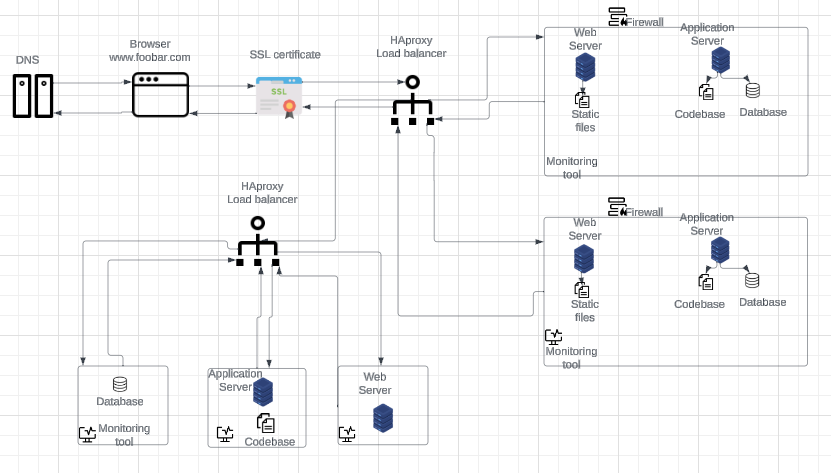 DNS
Browser
www.foobar.com
SSL certificate
SSL
HAproxy
Load balancer
Firewall
Web
Server
Application
Server
Static
files
Codebase
Database
Monitoring
tool
HAproxy
Load balancer
Firewall
Web
Server
Application
Server
Static
files
Codebase
Database
Monitoring
tool
Database
Monitoring
tool
Application
Server
Codebase
Web
Server